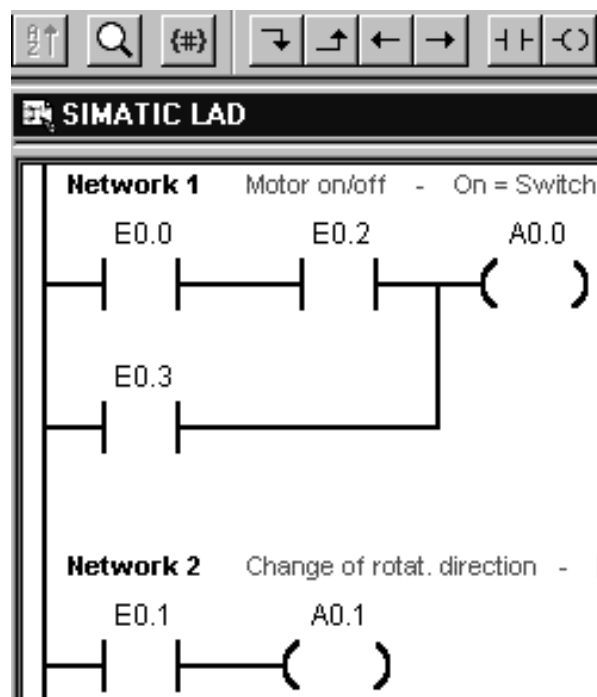 A
Z
{#}
SIMATIC LAD
Network 1 Motor on/off - On = Switch
E0.0 E0.2 A0.0
E0.3
Network 2 Change of rotat. direction -
E0.1 A0.1